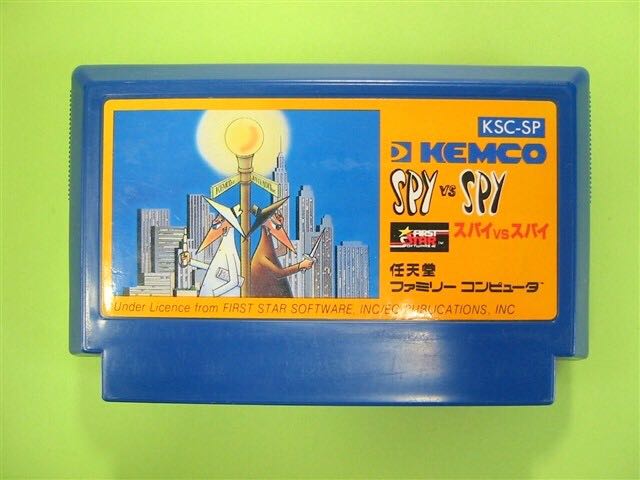 KSC-SP
KEMCO
SPY VS SPY
FIRST STAR
スパイ VS スパイ
任天堂
ファミリー コンピュータ
Under Licence from FIRST STAR SOFTWARE, INC/EC PUBLICATIONS, INC